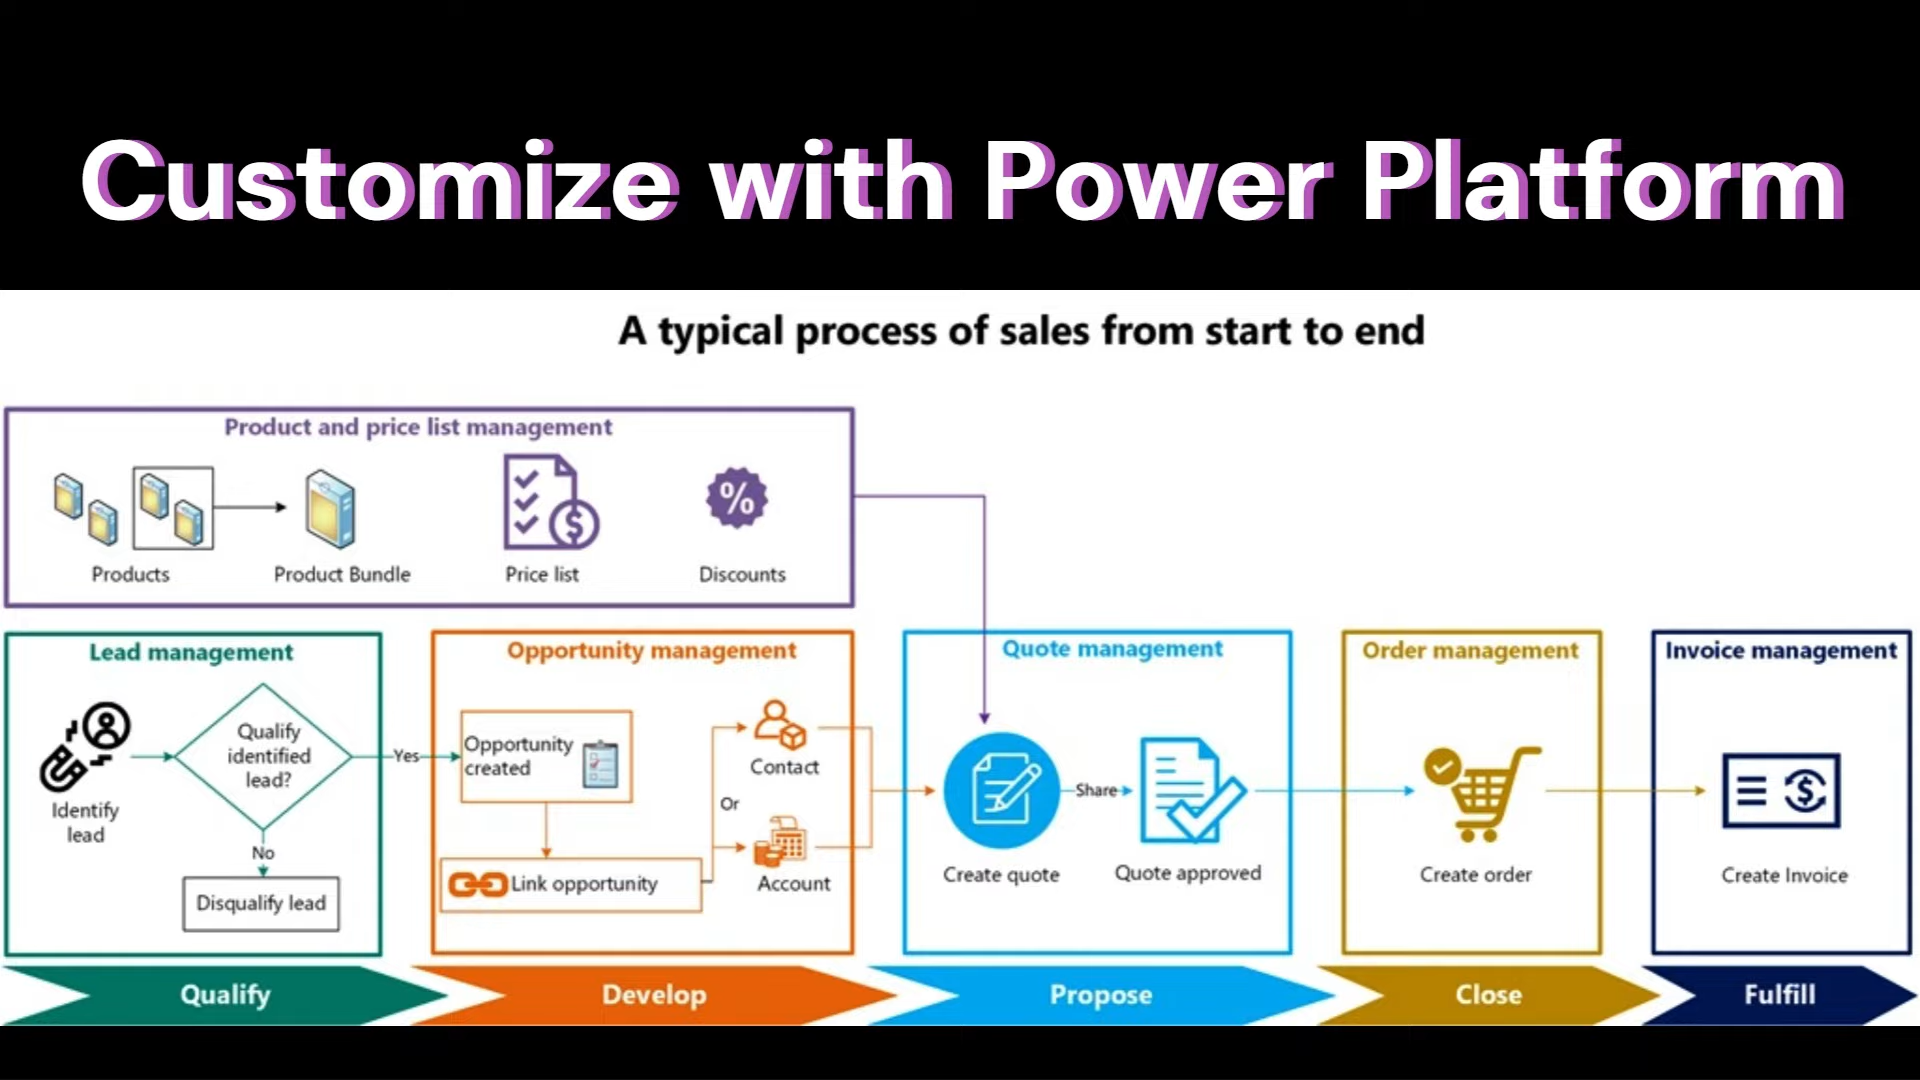 Customize with Power Platform
A typical process of sales from start to end
Product and price list management
%
$
Products
Product Bundle
Price list
Discounts
Lead management
Identify
lead
Qualify
identified
lead?
Yes
No
Disqualify lead
Opportunity management
Opportunity
created
Link opportunity
Or
Contact
Account
Quote management
Create quote
Share
Quote approved
Order management
Create order
Invoice management
$
Create Invoice
Qualify
Develop
Propose
Close
Fulfill